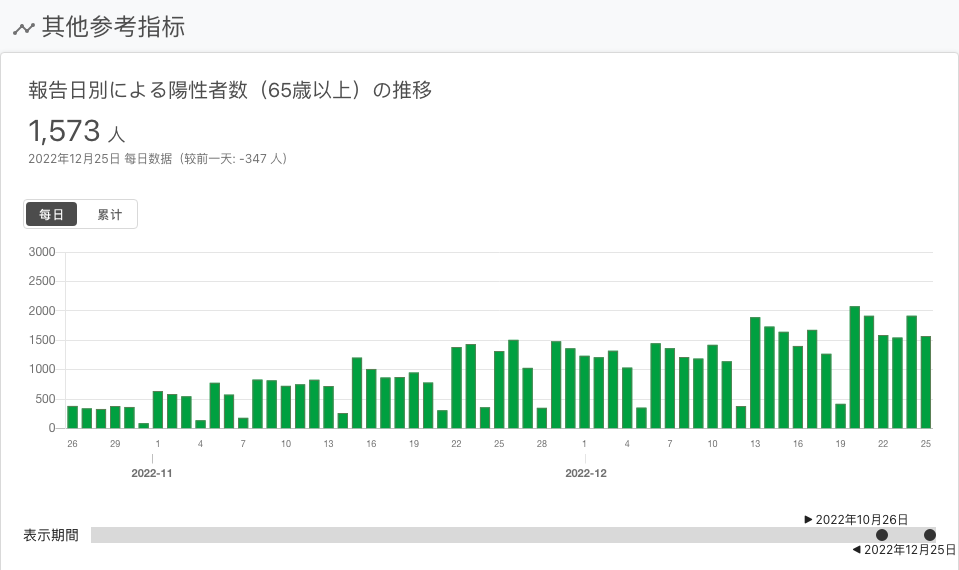 其他参考指标
報告日別による陽性者数（65歳以上）の推移
1,573 人
2022年12月25日 每日数据（较前一天: -347 人）
每日 累计
3000
2500
2000
1500
1000
500
0
26 29 1 4 7 10 13 16 19 22 25 28 1 4 7 10 13 16 19 22 25
2022-11 2022-12
2022年10月26日
表示期間
2022年12月25日